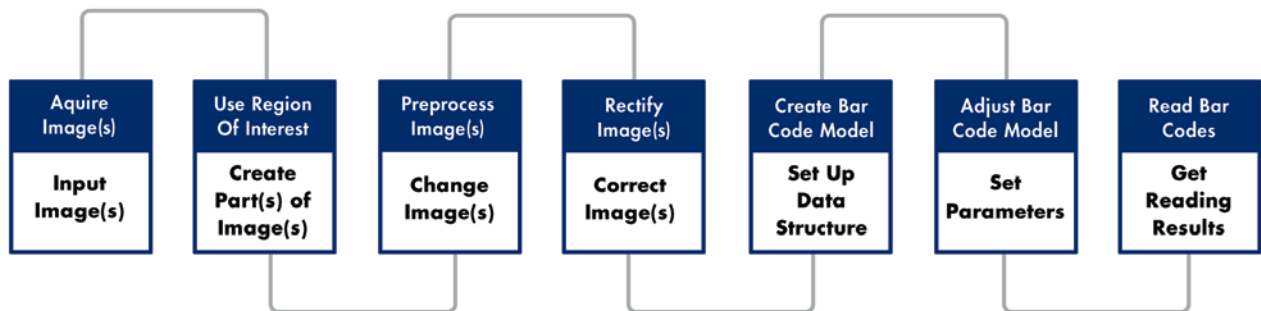 Aquire
Image(s)
Input
Image(s)
Use Region
Of Interest
Create
Part(s) of
Image(s)
Preprocess
Image(s)
Change
Image(s)
Rectify
Image(s)
Correct
Image(s)
Create Bar
Code Model
Set Up
Data
Structure
Adjust Bar
Code Model
Set
Parameters
Read Bar
Codes
Get
Reading
Results